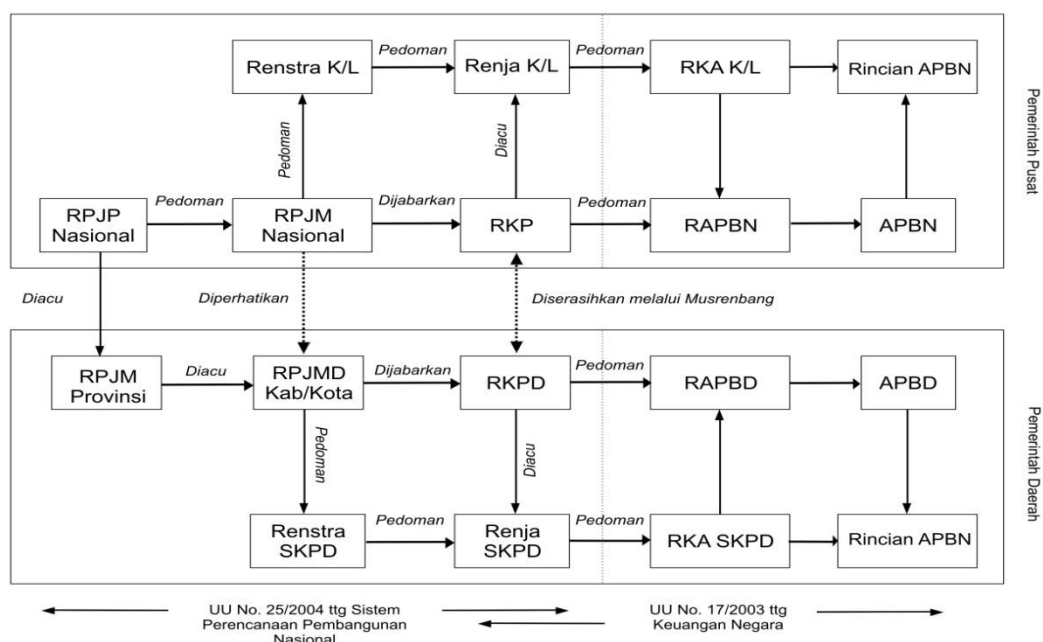 Pedoman
Pedoman
Renstra K/L
Renja K/L
RKA K/L
Rincian APBN
Pedoman
Diacu
Pemerintah Pusat
Pedoman
Dijabarkan
Pedoman
RPJP
Nasional
RPJM
Nasional
RKP
RAPBN
APBN
Diacu
Diperhatikan
Diserasihkan melalui Musrenbang
Diacu
Dijabarkan
Pedoman
RPJM
Provinsi
RPJMD
Kab/Kota
RKPD
RAPBD
APBD
Pedoman
Diacu
Pemerintah Daerah
Pedoman
Pedoman
Renstra
SKPD
Renja
SKPD
RKA SKPD
Rincian APBN
UU No. 25/2004 ttg Sistem
Perencanaan Pembangunan
Nasional
UU No. 17/2003 ttg
Keuangan Negara